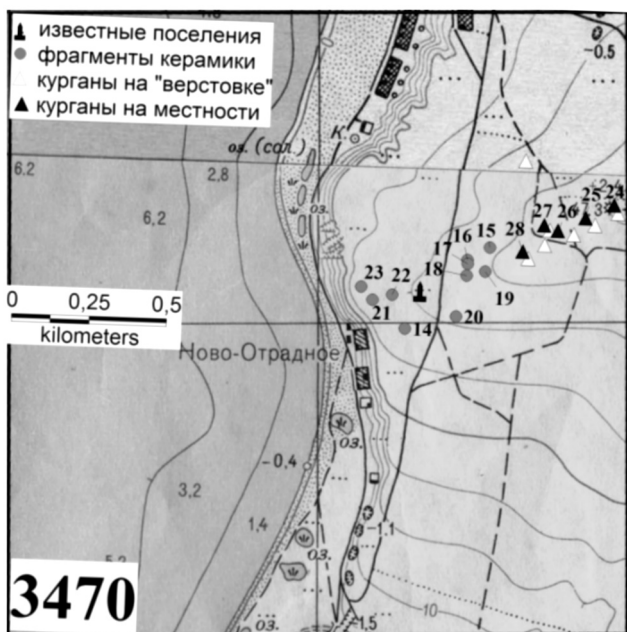 известные поселения
фрагменты керамики
курганы на "верстовке"
курганы на местности
-0.5
К.
оз. (сол.)
6,2
2,8
6,2
оз.
24
25
27 26
28
15
16
17
18
19
23
22
21
20
14
0 0,25 0,5
kilometers
Ново-Отрадное
оз.
-0,4
3,2
1,4
-1.1
оз.
5,2
10
3470
оз.
-1,5